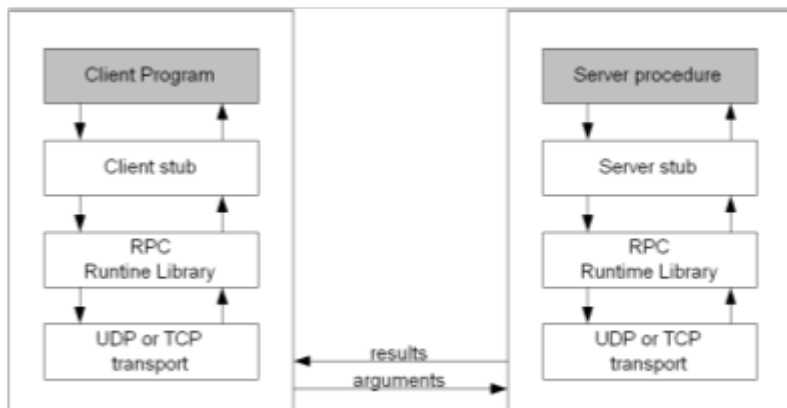 Client Program
Client stub
RPC
Runtine Library
UDP or TCP
transport
results
arguments
Server procedure
Server stub
RPC
Runtime Library
UDP or TCP
transport